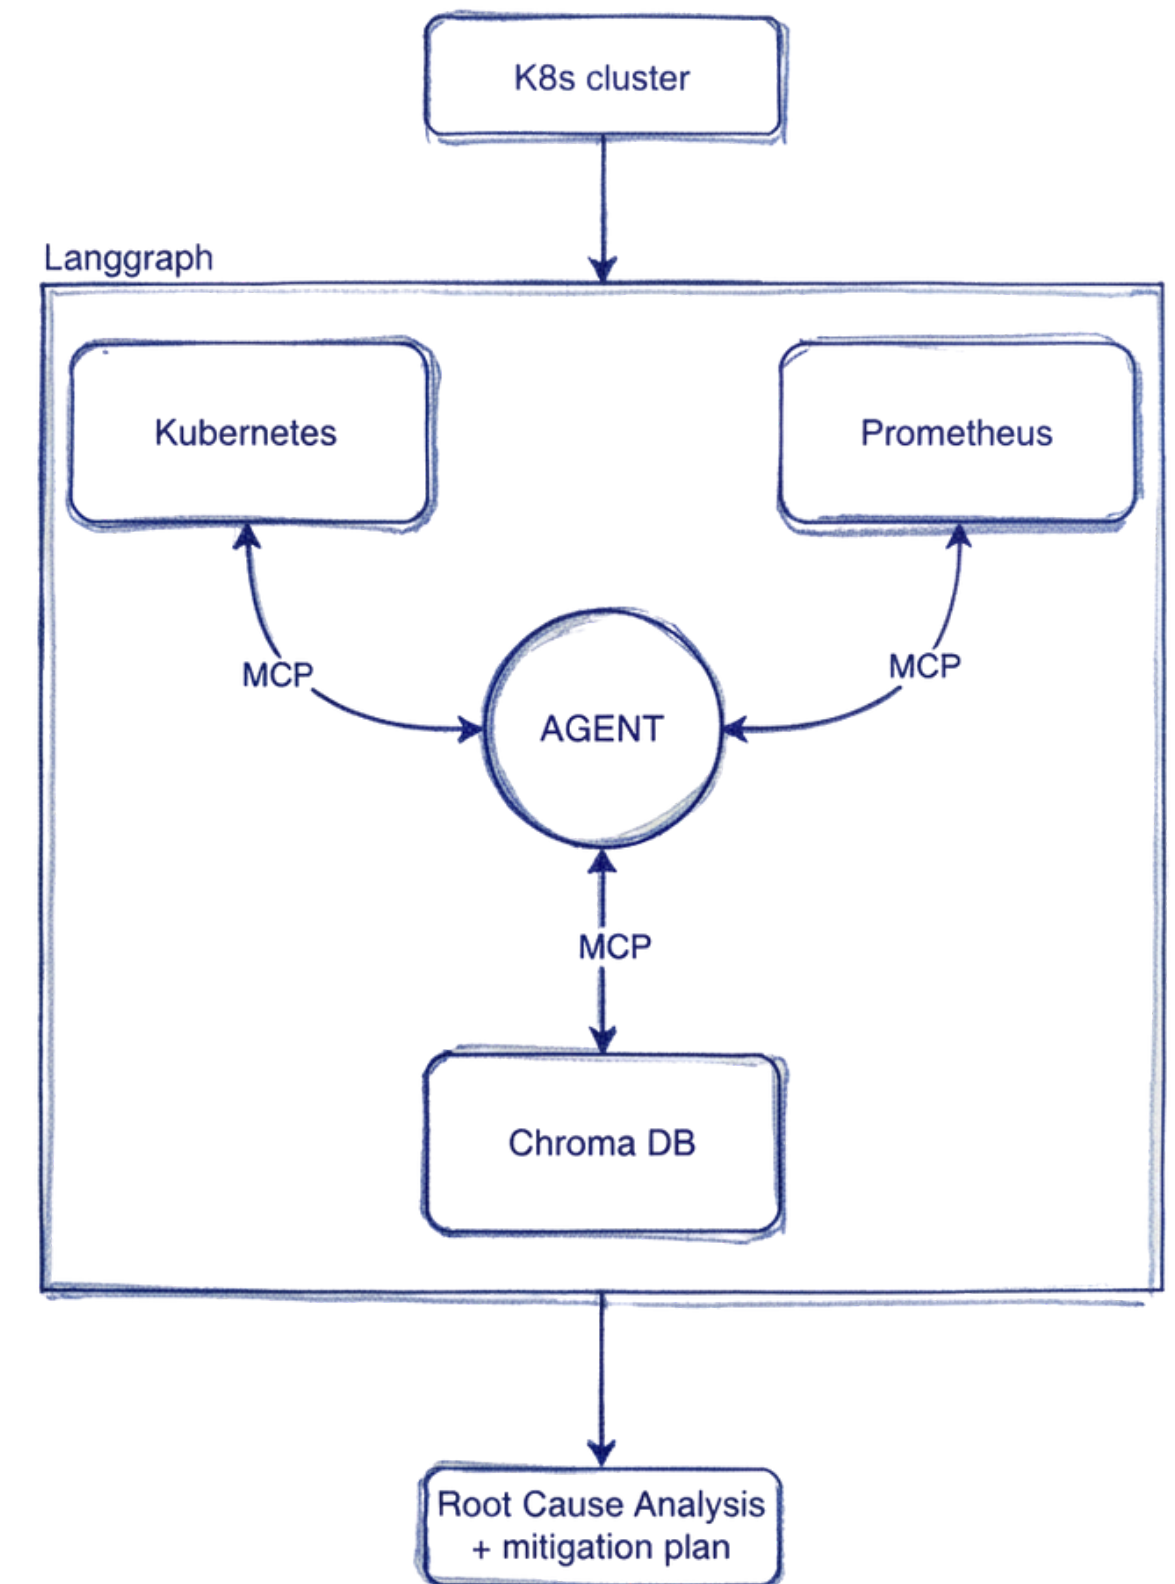 K8s cluster
Langgraph
Kubernetes
Prometheus
MCP
MCP
AGENT
MCP
Chroma DB
Root Cause Analysis
+ mitigation plan